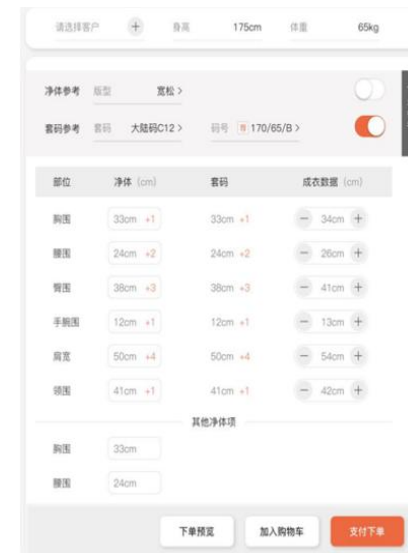 请选择客户 + 身高 175cm 体重 65kg
净体参考 版型 宽松 >
套码参考 套码 大陆码C12 > 码号 170/65/B >
部位 净体 (cm) 套码 成衣数据 (cm)
胸围 33cm +1 33cm +1 − 34cm +
腰围 24cm +2 24cm +2 − 26cm +
臀围 38cm +3 38cm +3 − 41cm +
手腕围 12cm +1 12cm +1 − 13cm +
肩宽 50cm +4 50cm +4 − 54cm +
领围 41cm +1 41cm +1 − 42cm +
其他净体项
胸围 33cm
腰围 24cm
下单预览 加入购物车 支付下单